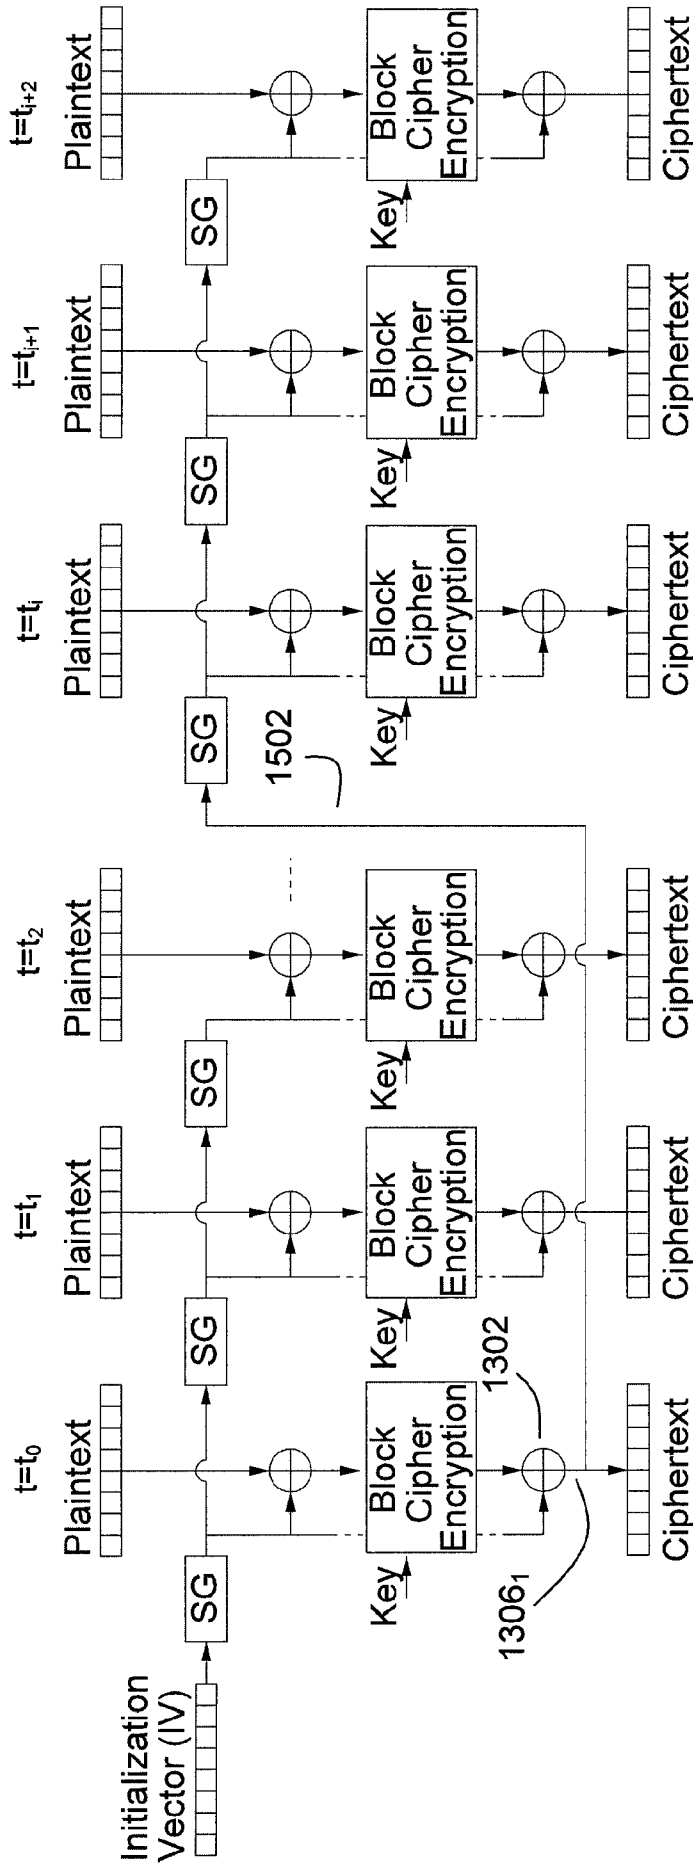 t=t0
t=t1
t=t2
t=ti
t=ti+1
t=ti+2
Plaintext
Plaintext
Plaintext
Plaintext
Plaintext
Plaintext
Initialization
Vector (IV)
SG
SG
SG
SG
SG
SG
1502
Key
Block
Cipher
Encryption
Key
Block
Cipher
Encryption
Key
Block
Cipher
Encryption
Key
Block
Cipher
Encryption
Key
Block
Cipher
Encryption
Key
Block
Cipher
Encryption
1302
13061
Ciphertext
Ciphertext
Ciphertext
Ciphertext
Ciphertext
Ciphertext